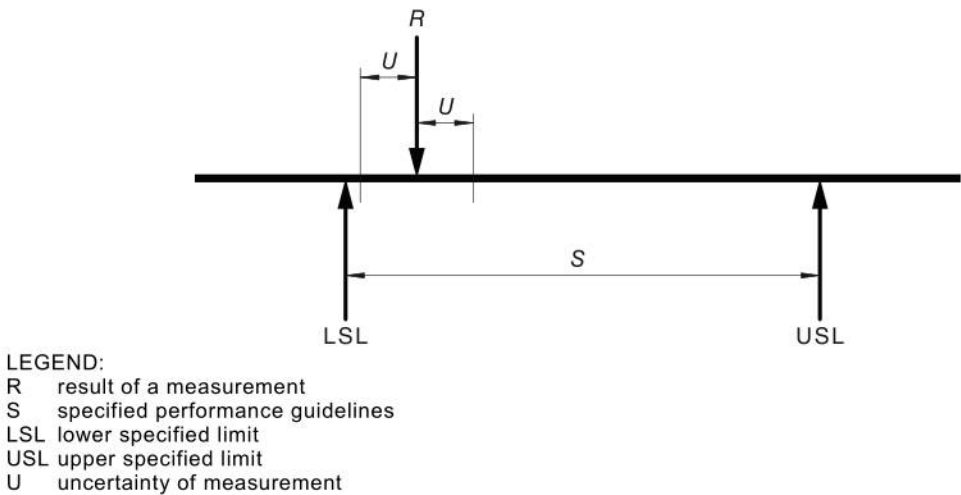 R
U
U
S
LSL USL
LEGEND:
R result of a measurement
S specified performance guidelines
LSL lower specified limit
USL upper specified limit
U uncertainty of measurement